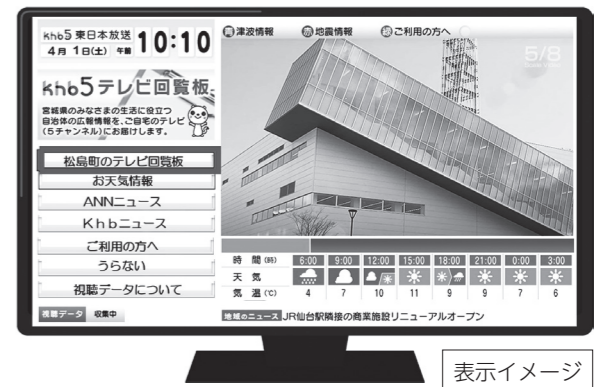 khb5 東日本放送
4月 1日(土) 午前 10:10
黄 津波情報 赤 地震情報 緑 ご利用の方へ
5/8
khb5テレビ回覧板
宮城県のみなさまの生活に役立つ
自治体の広報情報を、ご自宅のテレビ
(5チャンネル)にお届けします。
松島町のテレビ回覧板
お天気情報
ANNニュース
Khbニュース
ご利用の方へ
うらない
視聴データについて
視聴データ 収集中
時間(時) 6:00 9:00 12:00 15:00 18:00 21:00 0:00 3:00
天気
気温(℃) 4 7 10 11 9 9 7 6
地域のニュース JR仙台駅隣接の商業施設リニューアルオープン
表示イメージ